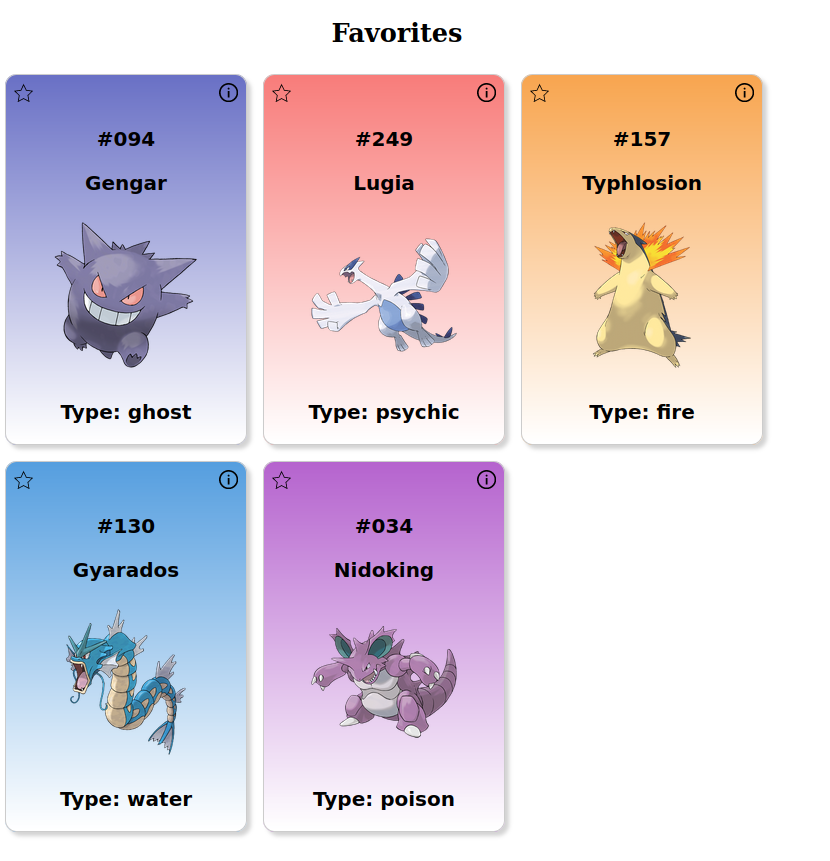 Favorites
#094
Gengar
Type: ghost
#249
Lugia
Type: psychic
#157
Typhlosion
Type: fire
#130
Gyarados
Type: water
#034
Nidoking
Type: poison